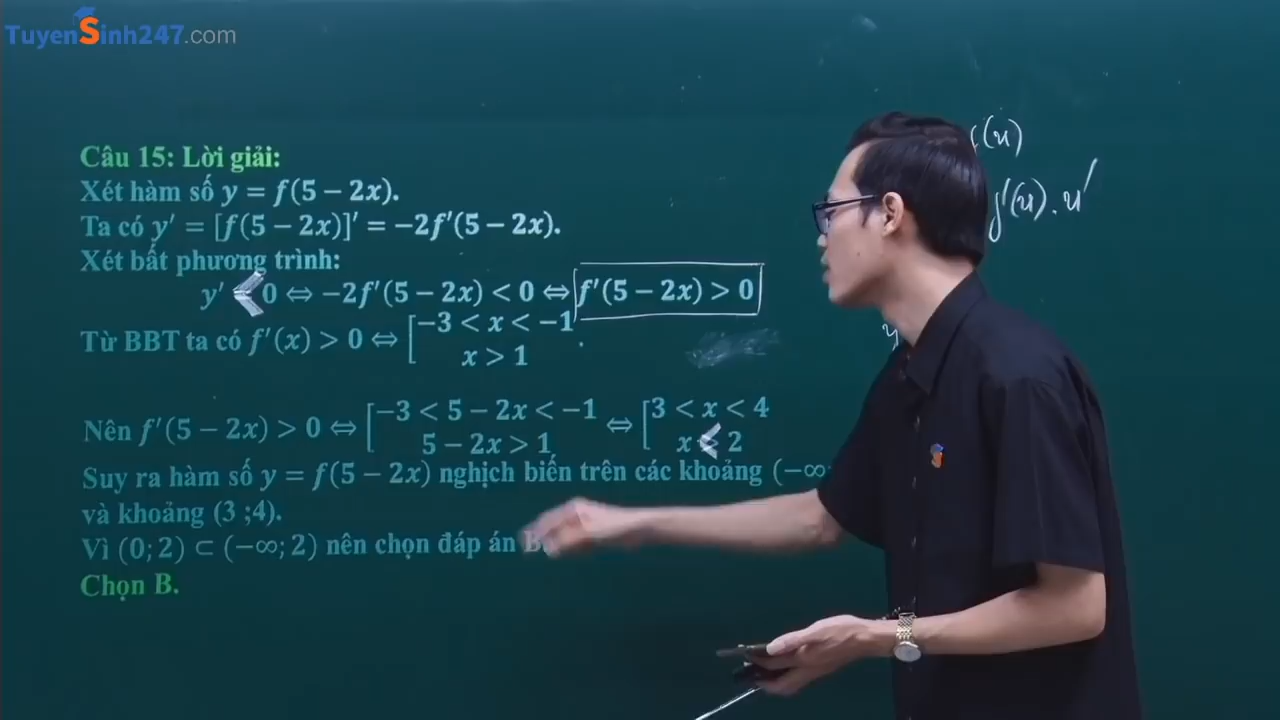 TuyenSinh247.com
Câu 15: Lời giải:
Xét hàm số y = f(5 − 2x).
Ta có y′ = [f(5 − 2x)]′ = −2f′(5 − 2x).
Xét bất phương trình:
y′ < 0 ⇔ −2f′(5 − 2x) < 0 ⇔ f′(5 − 2x) > 0
Từ BBT ta có f′(x) > 0 ⇔ [−3 < x < −1
x > 1 .
Nên f′(5 − 2x) > 0 ⇔ [−3 < 5 − 2x < −1 ⇔ [3 < x < 4
5 − 2x > 1 x < 2
Suy ra hàm số y = f(5 − 2x) nghịch biến trên các khoảng (−∞;
và khoảng (3 ;4).
Vì (0; 2) ⊂ (−∞; 2) nên chọn đáp án B
Chọn B.
(u)
f′(u). u′
y